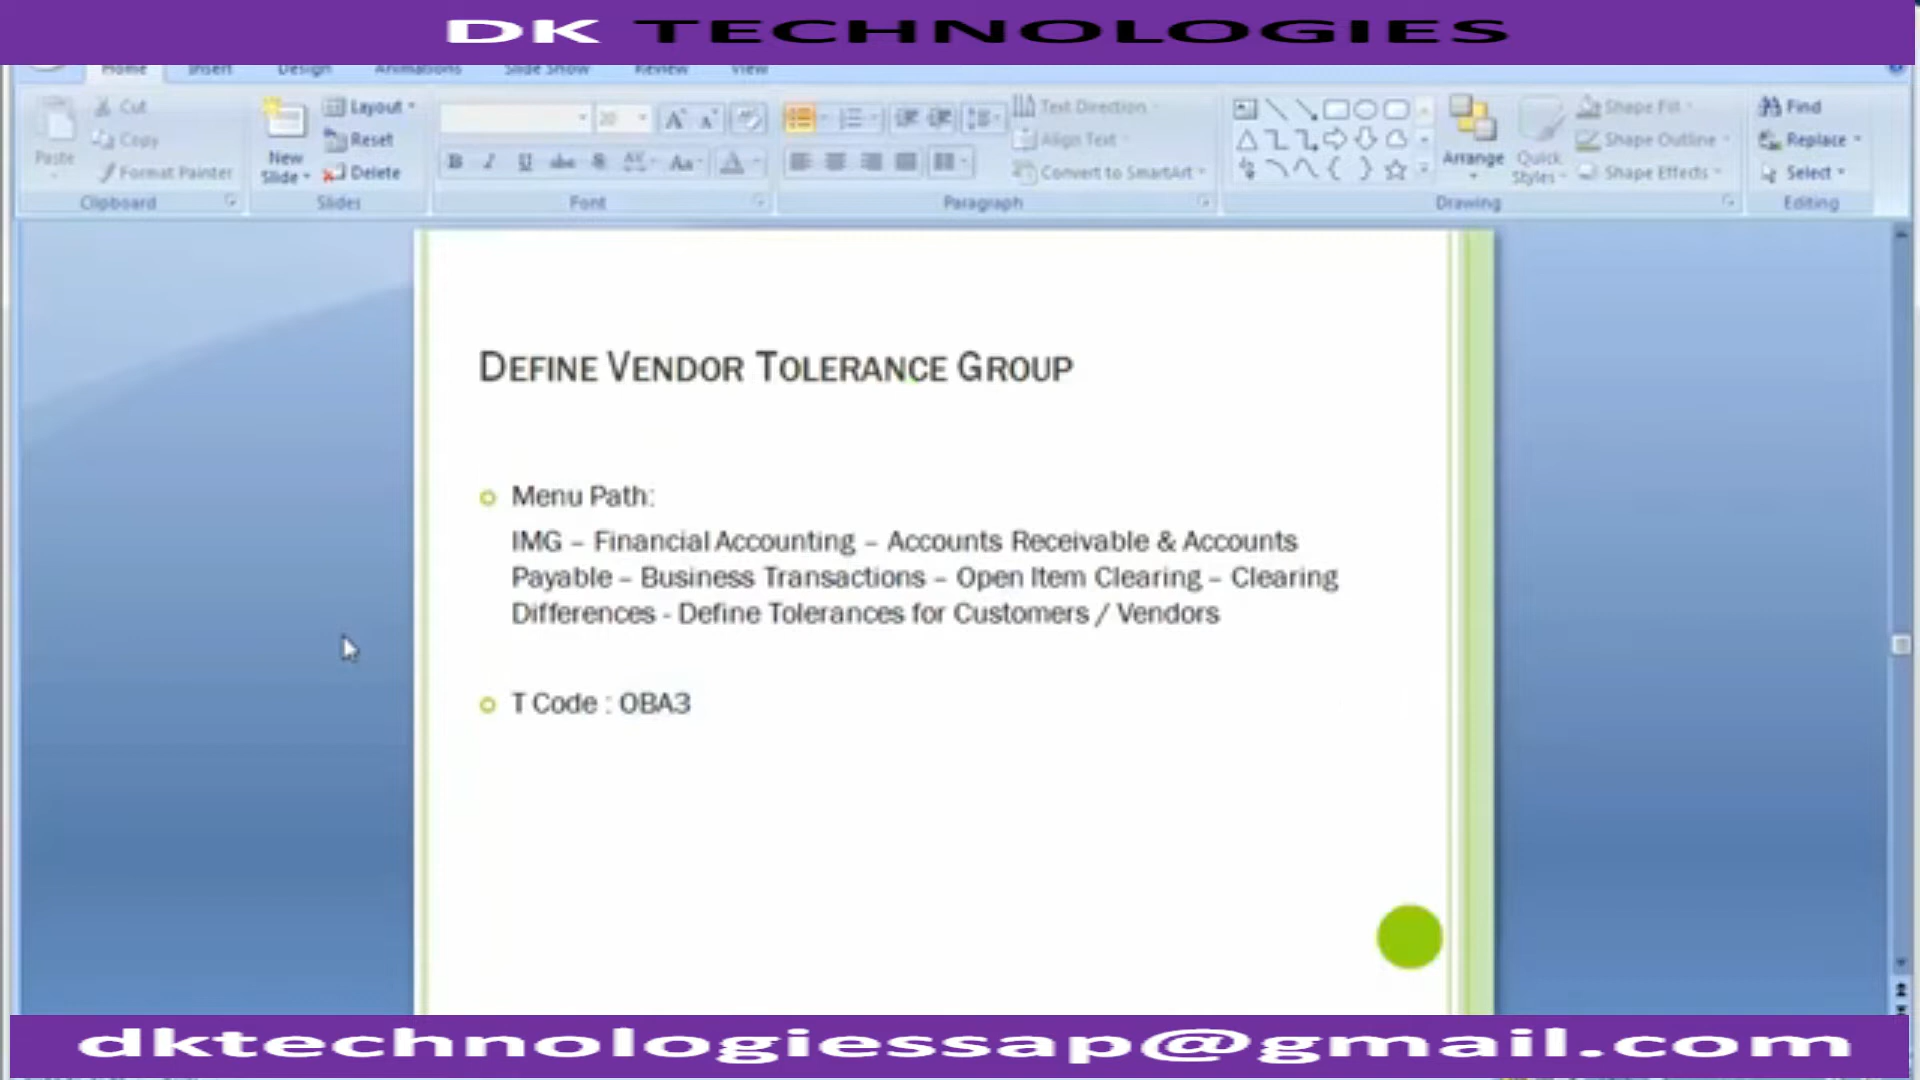 DK TECHNOLOGIES
Home Insert Design Animations Slide Show Review View
Paste
Cut
Copy
Format Painter
Clipboard
New Slide
Layout
Reset
Delete
Slides
20
Font
Text Direction
Align Text
Convert to SmartArt
Paragraph
Arrange
Quick Styles
Shape Fill
Shape Outline
Shape Effects
Drawing
Find
Replace
Select
Editing
DEFINE VENDOR TOLERANCE GROUP
Menu Path:
IMG – Financial Accounting – Accounts Receivable & Accounts
Payable – Business Transactions – Open Item Clearing – Clearing
Differences - Define Tolerances for Customers / Vendors
T Code : OBA3
dktechnologiessap@gmail.com